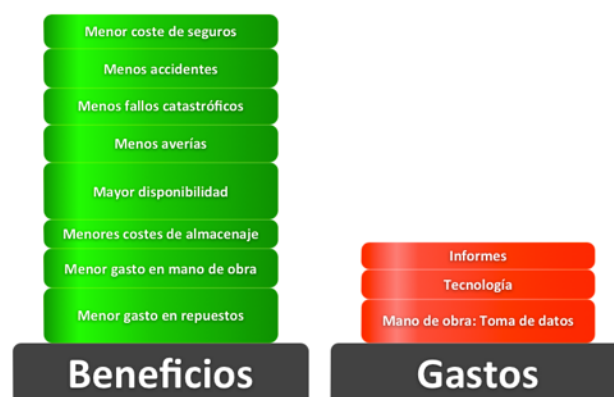 Menor coste de seguros
Menos accidentes
Menos fallos catastróficos
Menos averías
Mayor disponibilidad
Menores costes de almacenaje
Menor gasto en mano de obra
Menor gasto en repuestos
Beneficios
Informes
Tecnología
Mano de obra: Toma de datos
Gastos